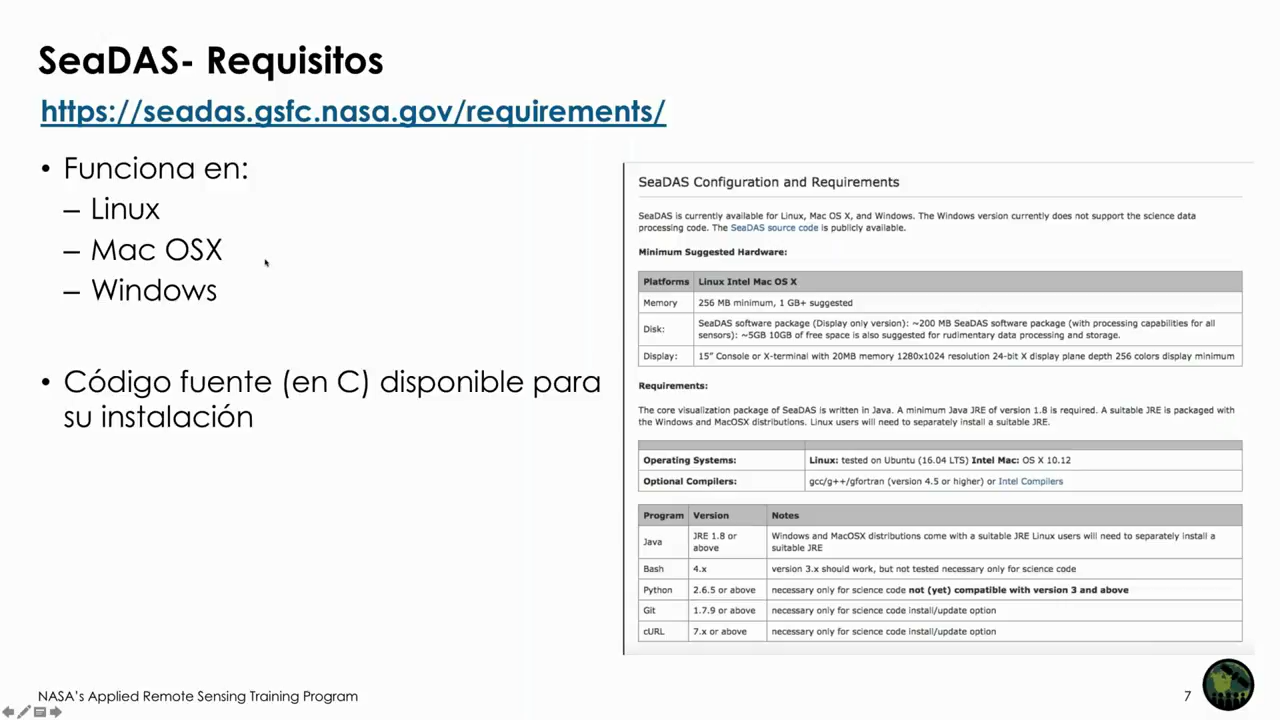 SeaDAS- Requisitos
https://seadas.gsfc.nasa.gov/requirements/
• Funciona en:
– Linux
– Mac OSX
– Windows
• Código fuente (en C) disponible para
su instalación
SeaDAS Configuration and Requirements
SeaDAS is currently available for Linux, Mac OS X, and Windows. The Windows version currently does not support the science data
processing code. The SeaDAS source code is publicly available.
Minimum Suggested Hardware:
Platforms Linux Intel Mac OS X
Memory 256 MB minimum, 1 GB+ suggested
Disk: SeaDAS software package (Display only version): ~200 MB SeaDAS software package (with processing capabilities for all
sensors): ~5GB 10GB of free space is also suggested for rudimentary data processing and storage.
Display: 15" Console or X-terminal with 20MB memory 1280x1024 resolution 24-bit X display plane depth 256 colors display minimum
Requirements:
The core visualization package of SeaDAS is written in Java. A minimum Java JRE of version 1.8 is required. A suitable JRE is packaged with
the Windows and MacOSX distributions. Linux users will need to separately install a suitable JRE.
Operating Systems: Linux: tested on Ubuntu (16.04 LTS) Intel Mac: OS X 10.12
Optional Compilers: gcc/g++/gfortran (version 4.5 or higher) or Intel Compilers
Program Version Notes
Java JRE 1.8 or above Windows and MacOSX distributions come with a suitable JRE Linux users will need to separately install a
suitable JRE
Bash 4.x version 3.x should work, but not tested necessary only for science code
Python 2.6.5 or above necessary only for science code not (yet) compatible with version 3 and above
Git 1.7.9 or above necessary only for science code install/update option
cURL 7.x or above necessary only for science code install/update option
NASA's Applied Remote Sensing Training Program
7